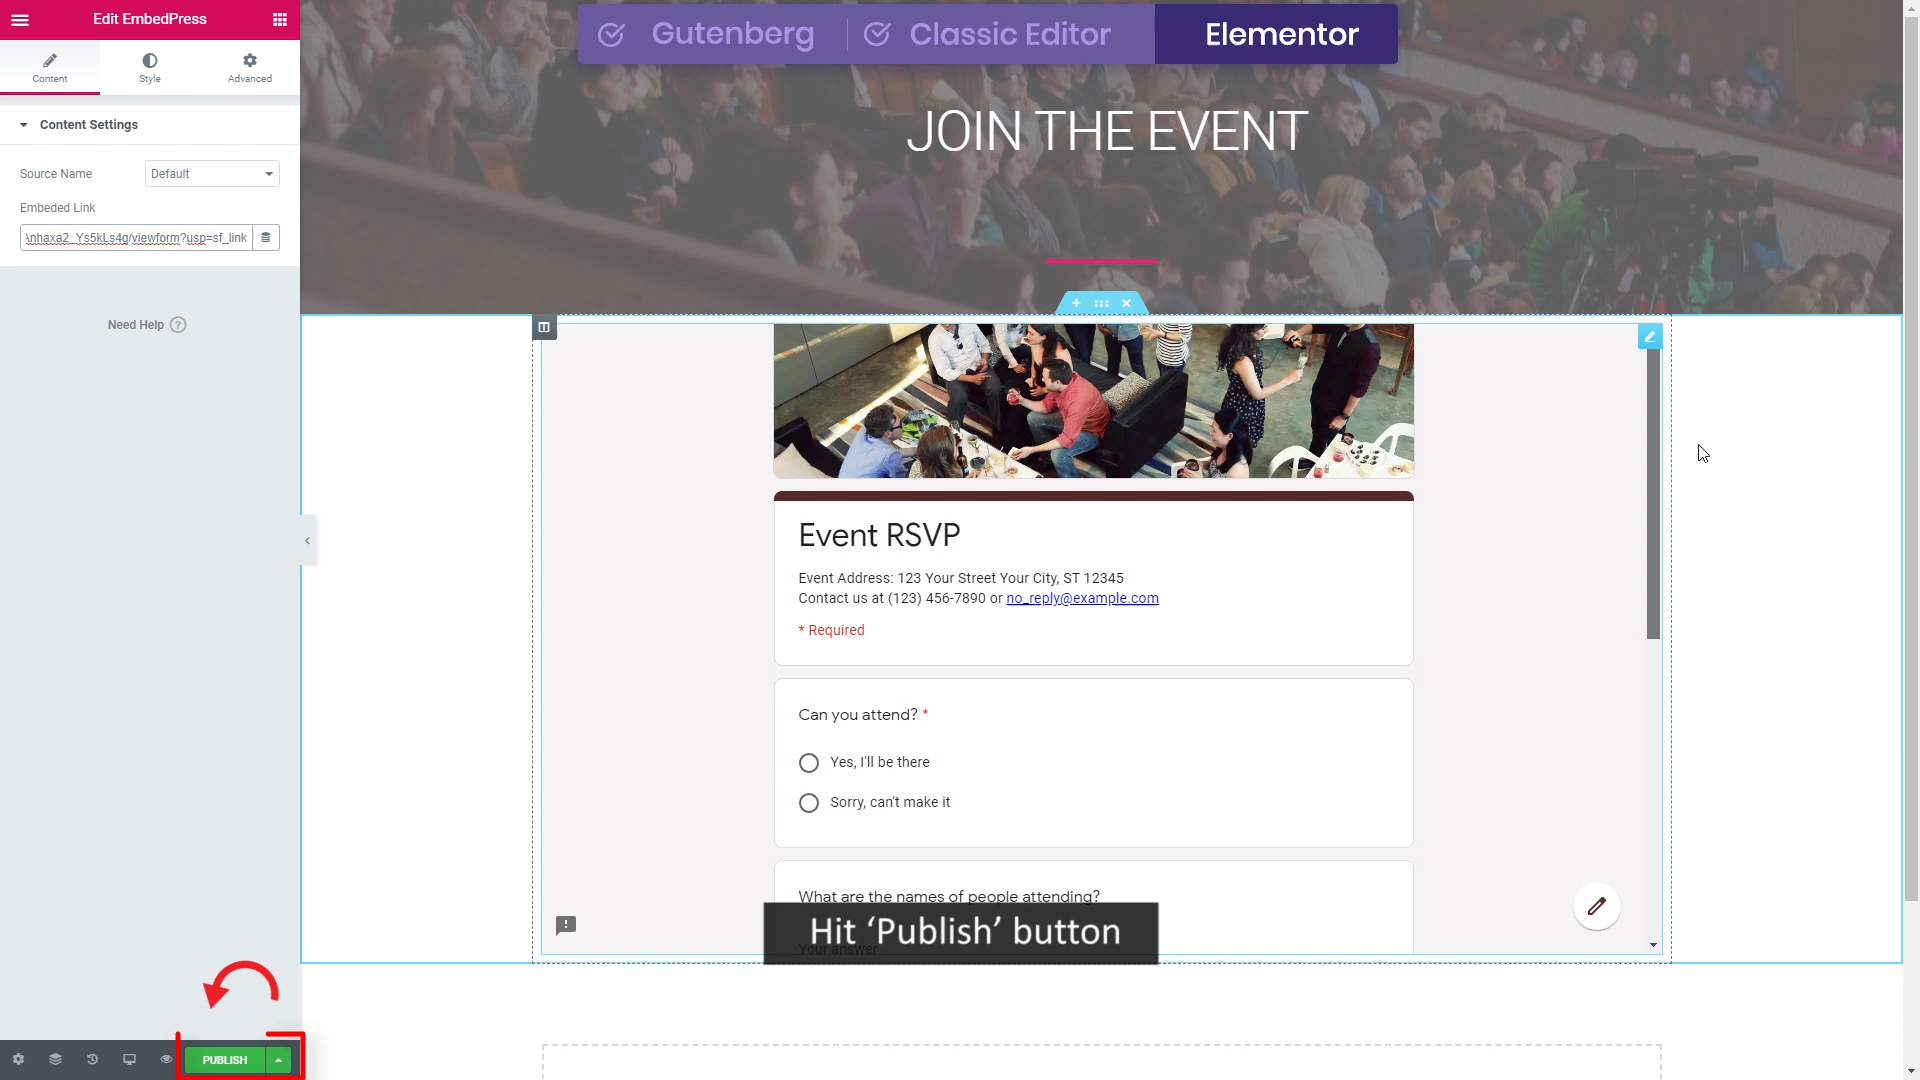 Edit EmbedPress
Content
Style
Advanced
Content Settings
Source Name
Default
Embeded Link
nhaxa2_Ys5kLs4g/viewform?usp=sf_link
Need Help ?
PUBLISH
Gutenberg
Classic Editor
Elementor
JOIN THE EVENT
Event RSVP
Event Address: 123 Your Street Your City, ST 12345
Contact us at (123) 456-7890 or no_reply@example.com
* Required
Can you attend? *
Yes, I'll be there
Sorry, can't make it
What are the names of people attending?
Your answer
Hit ‘Publish’ button